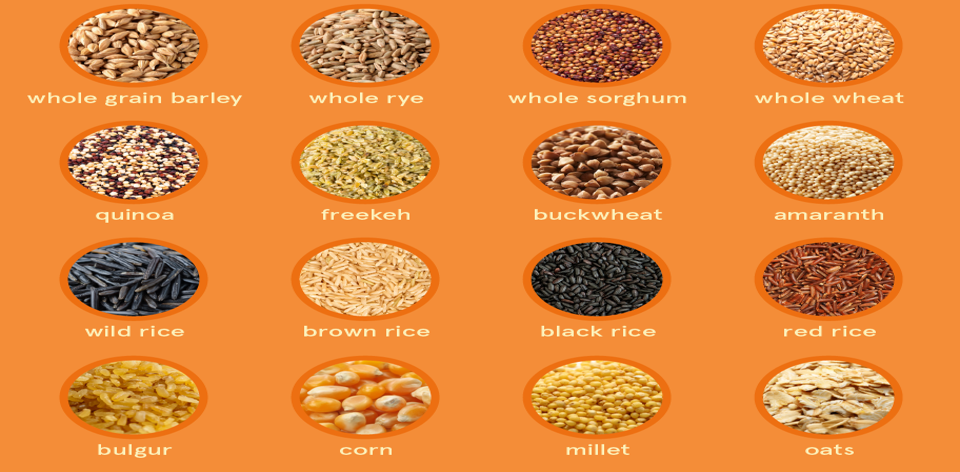 whole grain barley
whole rye
whole sorghum
whole wheat
quinoa
freekeh
buckwheat
amaranth
wild rice
brown rice
black rice
red rice
bulgur
corn
millet
oats